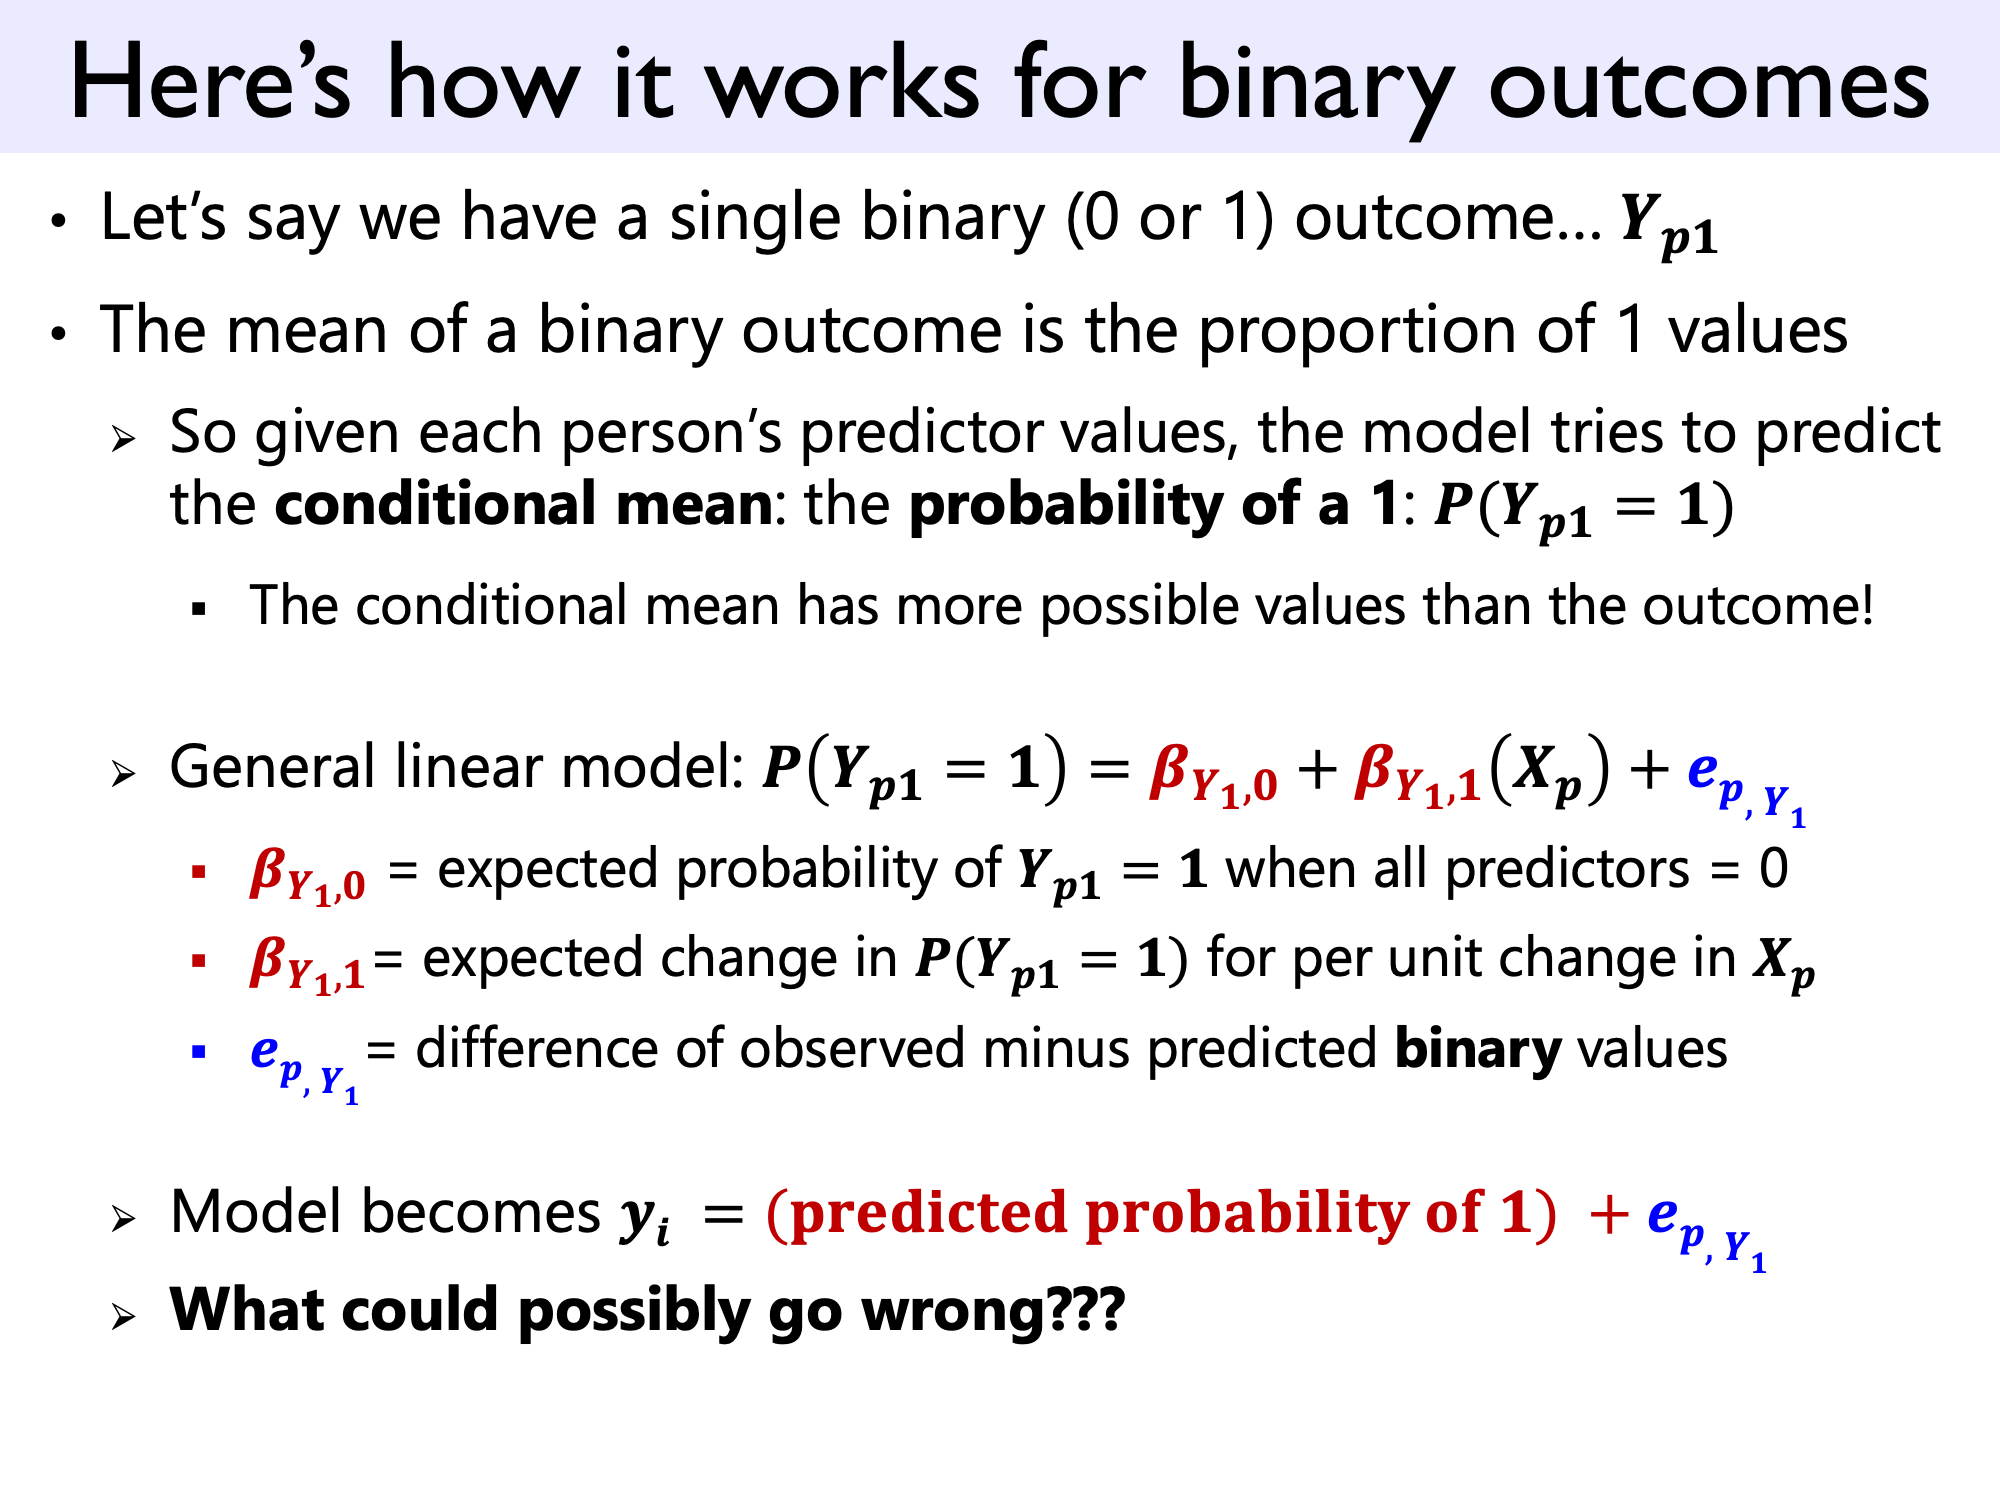 Here’s how it works for binary outcomes
• Let’s say we have a single binary (0 or 1) outcome… Y_{p1}
• The mean of a binary outcome is the proportion of 1 values
➢ So given each person’s predictor values, the model tries to predict
the conditional mean: the probability of a 1: P(Y_{p1} = 1)
▪ The conditional mean has more possible values than the outcome!
➢ General linear model: P(Y_{p1} = 1) = β_{Y_1,0} + β_{Y_1,1}(X_p) + e_{p, Y_1}
▪ β_{Y_1,0} = expected probability of Y_{p1} = 1 when all predictors = 0
▪ β_{Y_1,1} = expected change in P(Y_{p1} = 1) for per unit change in X_p
▪ e_{p, Y_1} = difference of observed minus predicted binary values
➢ Model becomes y_i = (predicted probability of 1) + e_{p, Y_1}
➢ What could possibly go wrong???